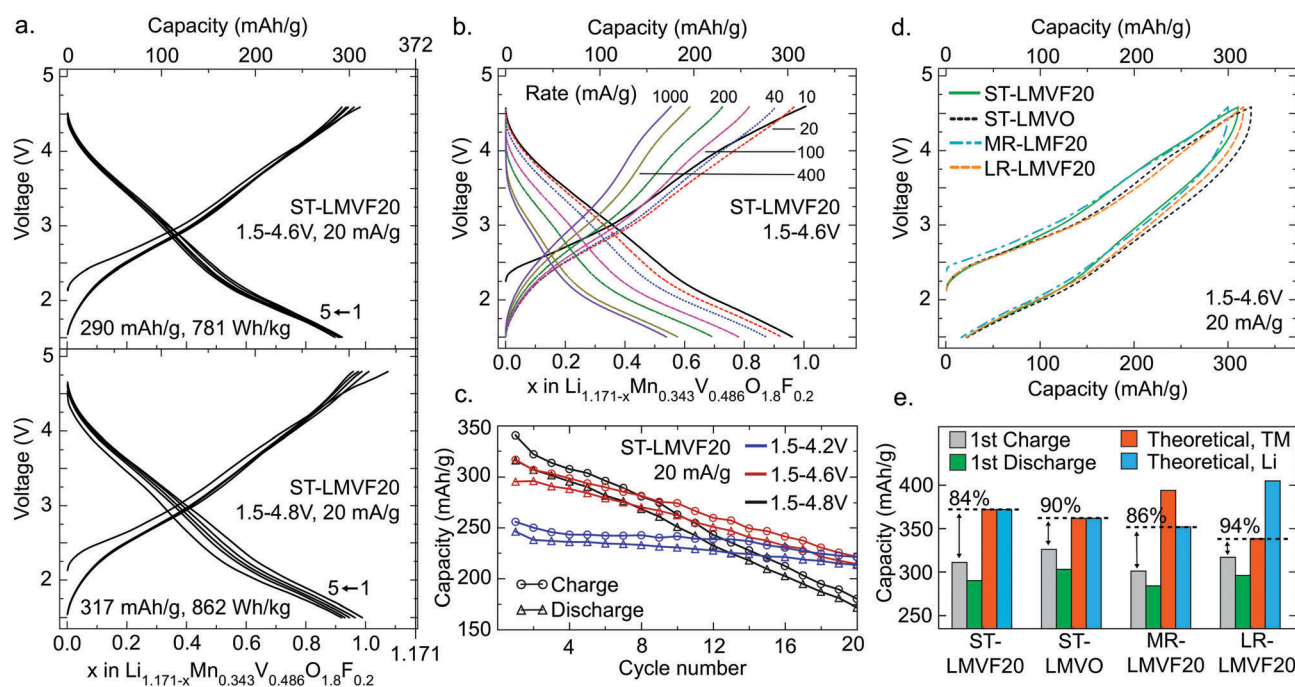 a.
Capacity (mAh/g)
0 100 200 300 372
5
4
3
2
Voltage (V)
ST-LMVF20
1.5-4.6V, 20 mA/g
5←1
290 mAh/g, 781 Wh/kg
5
4
3
2
Voltage (V)
ST-LMVF20
1.5-4.8V, 20 mA/g
5←1
317 mAh/g, 862 Wh/kg
0.0 0.2 0.4 0.6 0.8 1.0 1.171
x in Li1.171-xMn0.343V0.486O1.8F0.2
b.
Capacity (mAh/g)
0 100 200 300
5
4
3
2
Voltage (V)
Rate (mA/g)
1000 200 40 10
20
100
400
ST-LMVF20
1.5-4.6V
0.0 0.2 0.4 0.6 0.8 1.0
x in Li1.171-xMn0.343V0.486O1.8F0.2
c.
350
300
250
200
150
Capacity (mAh/g)
ST-LMVF20
20 mA/g
1.5-4.2V
1.5-4.6V
1.5-4.8V
Charge
Discharge
4 8 12 16 20
Cycle number
d.
Capacity (mAh/g)
0 100 200 300
5
4
3
2
Voltage (V)
ST-LMVF20
ST-LMVO
MR-LMF20
LR-LMVF20
1.5-4.6V
20 mA/g
0 100 200 300
Capacity (mAh/g)
e.
400
350
300
250
Capacity (mAh/g)
1st Charge
1st Discharge
Theoretical, TM
Theoretical, Li
84%
90%
86%
94%
ST-
LMVF20
ST-
LMVO
MR-
LMVF20
LR-
LMVF20